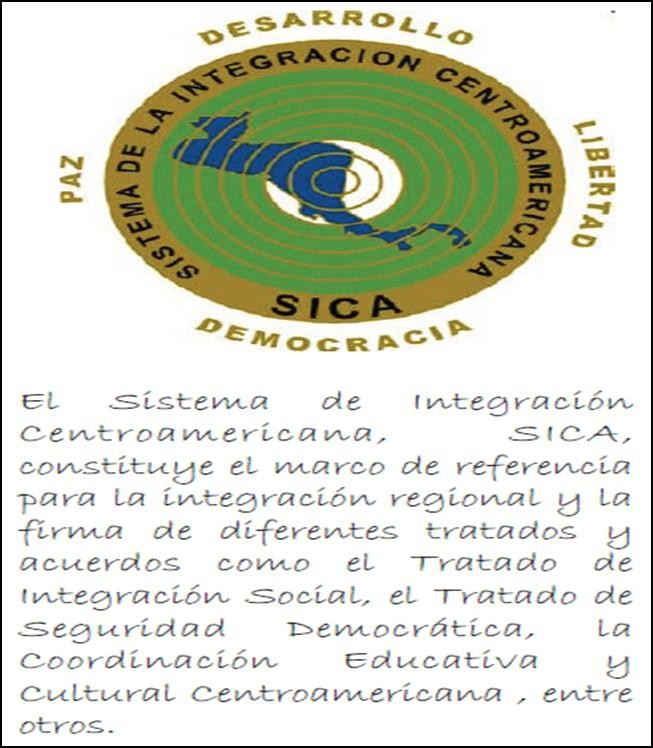 DESARROLLO
SISTEMA DE LA INTEGRACION CENTROAMERICANA
PAZ
LIBERTAD
SICA
DEMOCRACIA
El Sistema de Integración
Centroamericana, SICA,
constituye el marco de referencia
para la integración regional y la
firma de diferentes tratados y
acuerdos como el Tratado de
Integración Social, el Tratado de
Seguridad Democrática, la
Coordinación Educativa y
Cultural Centroamericana , entre
otros.